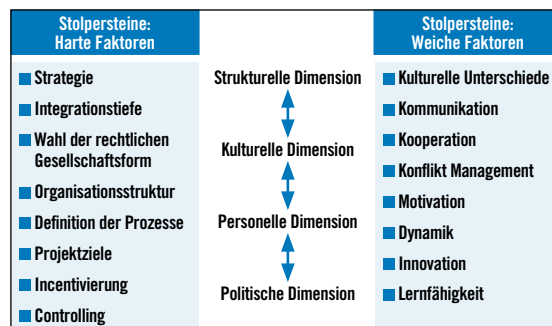 Stolpersteine:
Harte Faktoren
Strategie
Integrationstiefe
Wahl der rechtlichen
Gesellschaftsform
Organisationsstruktur
Definition der Prozesse
Projektziele
Incentivierung
Controlling
Strukturelle Dimension
Kulturelle Dimension
Personelle Dimension
Politische Dimension
Stolpersteine:
Weiche Faktoren
Kulturelle Unterschiede
Kommunikation
Kooperation
Konflikt Management
Motivation
Dynamik
Innovation
Lernfähigkeit